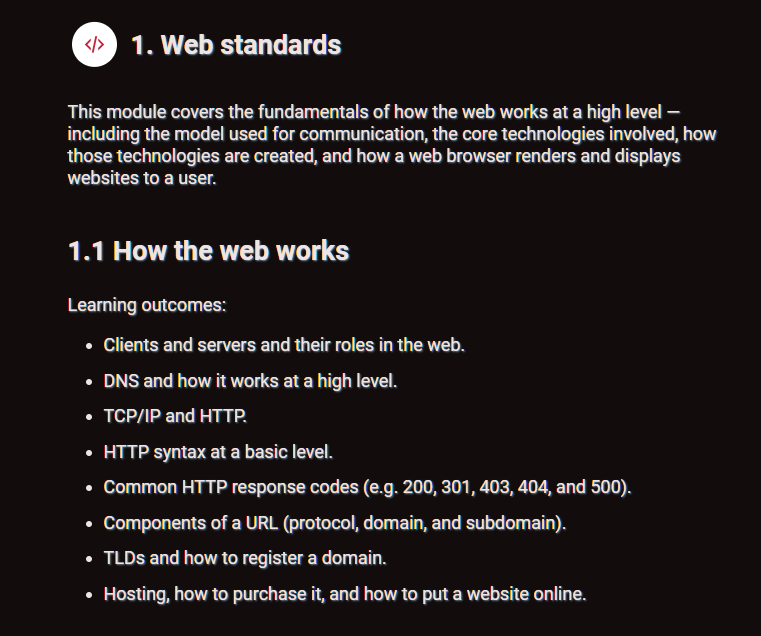 </>
1. Web standards
This module covers the fundamentals of how the web works at a high level —
including the model used for communication, the core technologies involved, how
those technologies are created, and how a web browser renders and displays
websites to a user.
1.1 How the web works
Learning outcomes:
• Clients and servers and their roles in the web.
• DNS and how it works at a high level.
• TCP/IP and HTTP.
• HTTP syntax at a basic level.
• Common HTTP response codes (e.g. 200, 301, 403, 404, and 500).
• Components of a URL (protocol, domain, and subdomain).
• TLDs and how to register a domain.
• Hosting, how to purchase it, and how to put a website online.